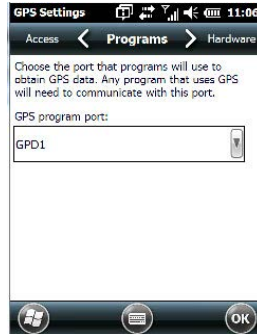 GPS Settings 11:06
Access Programs Hardware
Choose the port that programs will use to
obtain GPS data. Any program that uses GPS
will need to communicate with this port.
GPS program port:
GPD1
OK